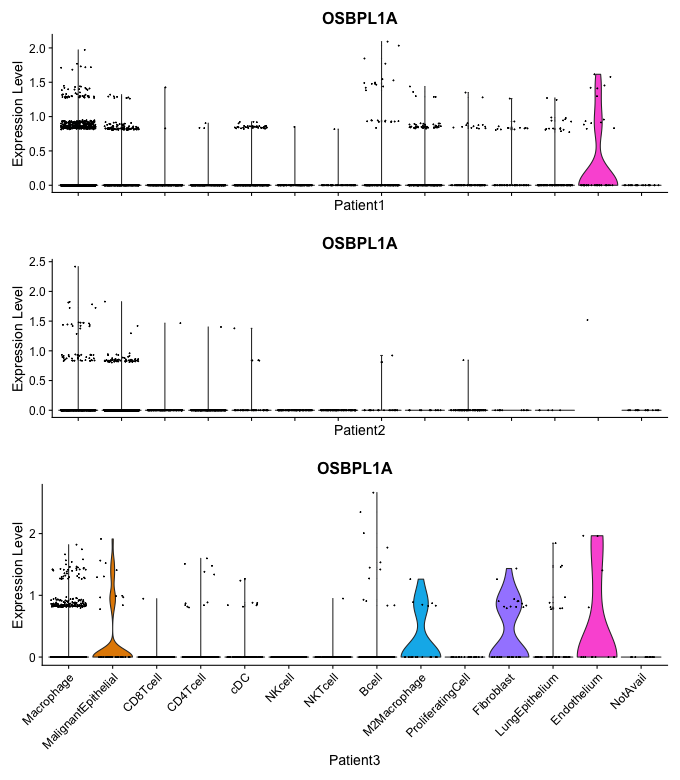 OSBPL1A
Expression Level
2.0
1.5
1.0
0.5
0.0
Patient1
OSBPL1A
Expression Level
2.5
2.0
1.5
1.0
0.5
0.0
Patient2
OSBPL1A
Expression Level
2
1
0
Macrophage
MalignantEpithelial
CD8Tcell
CD4Tcell
cDC
NKcell
NKTcell
Bcell
M2Macrophage
ProliferatingCell
Fibroblast
LungEpithelium
Endothelium
NotAvail
Patient3